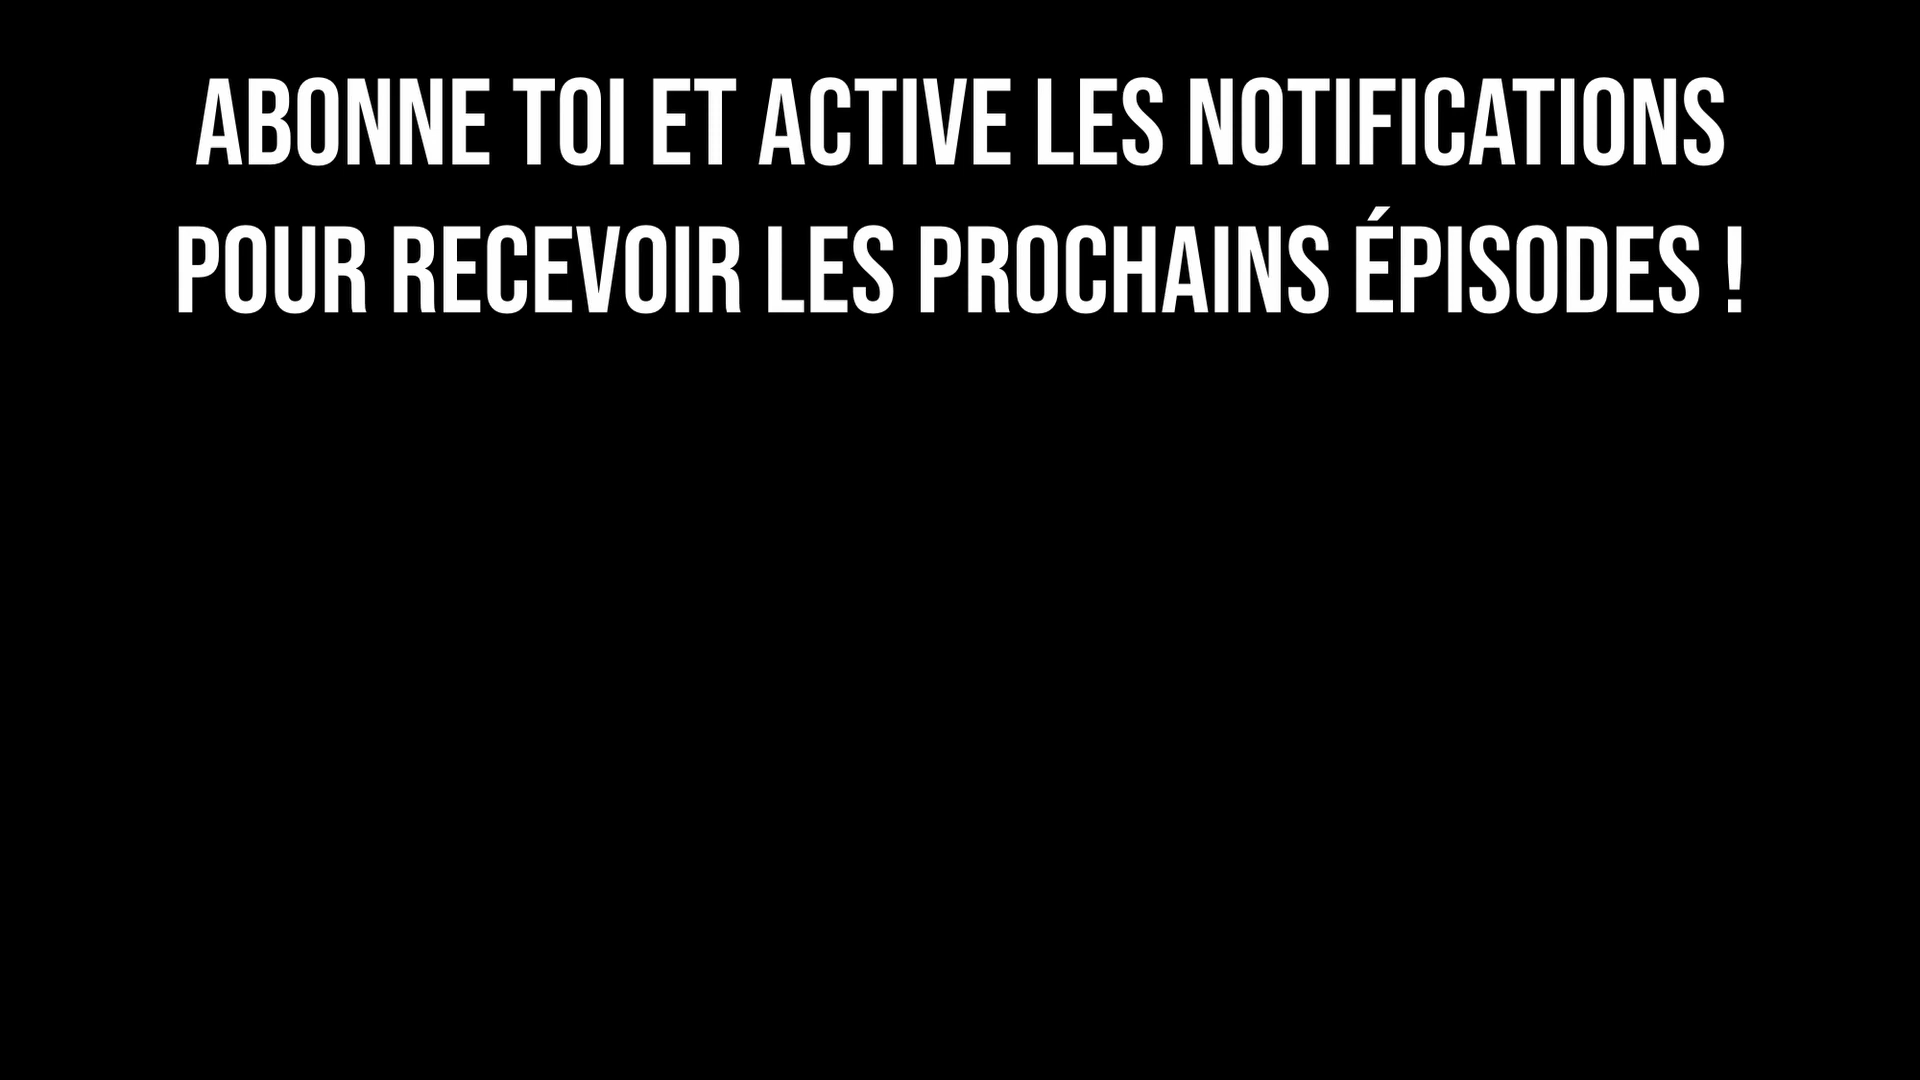 ABONNE TOI ET ACTIVE LES NOTIFICATIONS
POUR RECEVOIR LES PROCHAINS ÉPISODES !